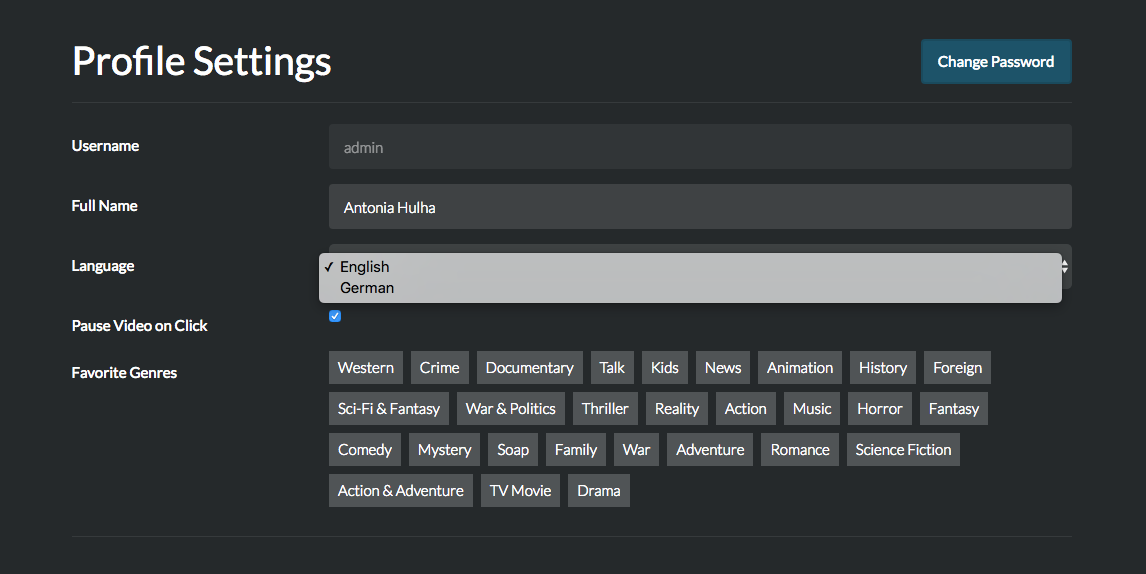 Profile Settings
Change Password
Username
admin
Full Name
Antonia Hulha
Language
✓ English
German
Pause Video on Click
Favorite Genres
Western Crime Documentary Talk Kids News Animation History Foreign
Sci-Fi & Fantasy War & Politics Thriller Reality Action Music Horror Fantasy
Comedy Mystery Soap Family War Adventure Romance Science Fiction
Action & Adventure TV Movie Drama